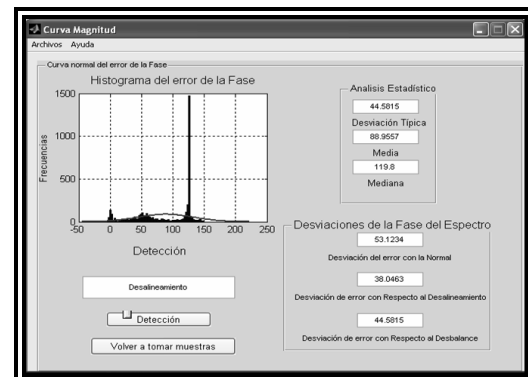 Curva Magnitud
Archivos Ayuda
Curva normal del error de la Fase
Histograma del error de la Fase
1500
1000
500
0
Frecuencias
-50 0 50 100 150 200 250
Detección
Desalineamiento
Detección
Volver a tomar muestras
Analisis Estadístico
44.5815
Desviación Típica
88.9557
Media
119.8
Mediana
Desviaciones de la Fase del Espectro
53.1234
Desviación del error con la Normal
38.0463
Desviación de error con Respecto al Desalineamiento
44.5815
Desviación de error con Respecto al Desbalance